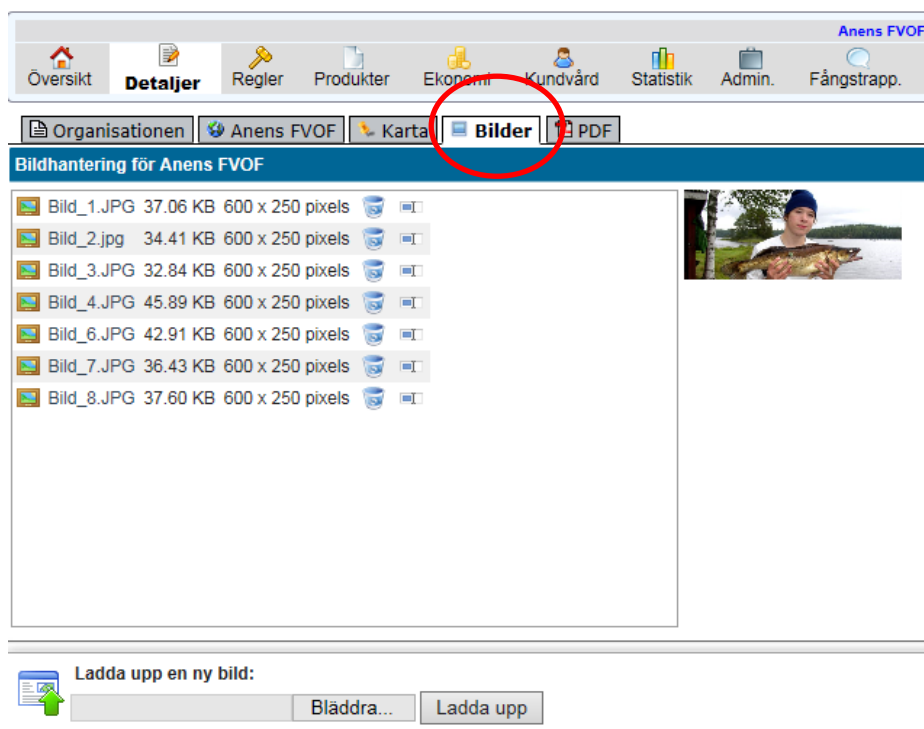 Anens FVOF
Översikt Detaljer Regler Produkter Ekonomi Kundvård Statistik Admin. Fångstrapp.
Organisationen Anens FVOF Karta Bilder PDF
Bildhantering för Anens FVOF
Bild_1.JPG 37.06 KB 600 x 250 pixels
Bild_2.jpg 34.41 KB 600 x 250 pixels
Bild_3.JPG 32.84 KB 600 x 250 pixels
Bild_4.JPG 45.89 KB 600 x 250 pixels
Bild_6.JPG 42.91 KB 600 x 250 pixels
Bild_7.JPG 36.43 KB 600 x 250 pixels
Bild_8.JPG 37.60 KB 600 x 250 pixels
Ladda upp en ny bild:
Bläddra... Ladda upp